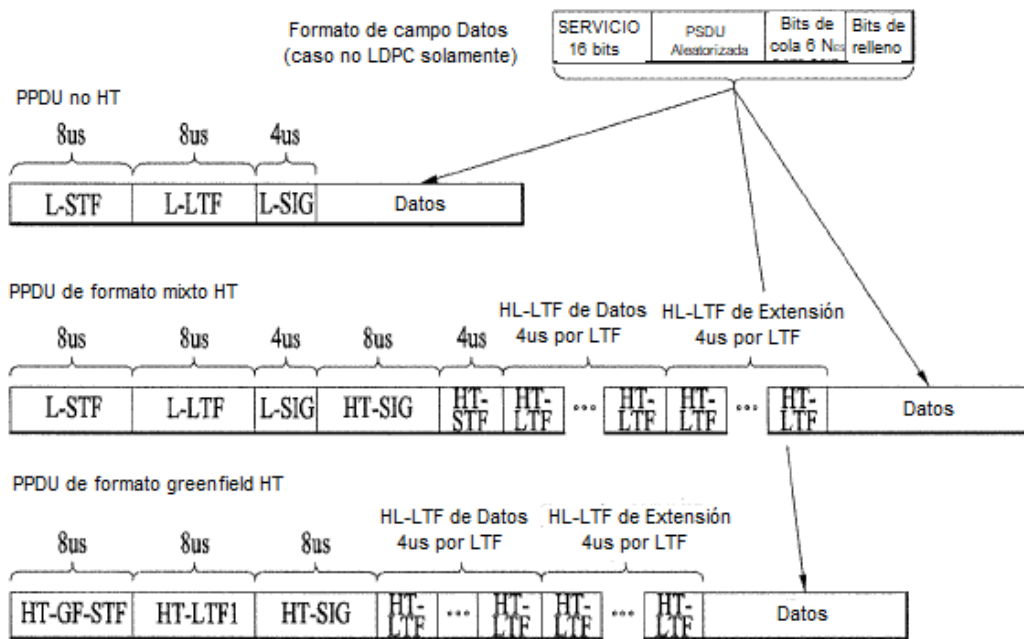 Formato de campo Datos
(caso no LDPC solamente)
SERVICIO
16 bits
PSDU
Aleatorizada
Bits de
cola 6 NES
Bits de
relleno
PPDU no HT
8us 8us 4us
L-STF L-LTF L-SIG Datos
PPDU de formato mixto HT
HL-LTF de Datos
4us por LTF
HL-LTF de Extensión
4us por LTF
8us 8us 4us 8us 4us
L-STF L-LTF L-SIG HT-SIG HT-STF HT-LTF ... HT-LTF HT-LTF ... HT-LTF Datos
PPDU de formato greenfield HT
HL-LTF de Datos
4us por LTF
HL-LTF de Extensión
4us por LTF
8us 8us 8us
HT-GF-STF HT-LTF1 HT-SIG HT-LTF ... HT-LTF HT-LTF ... HT-LTF Datos